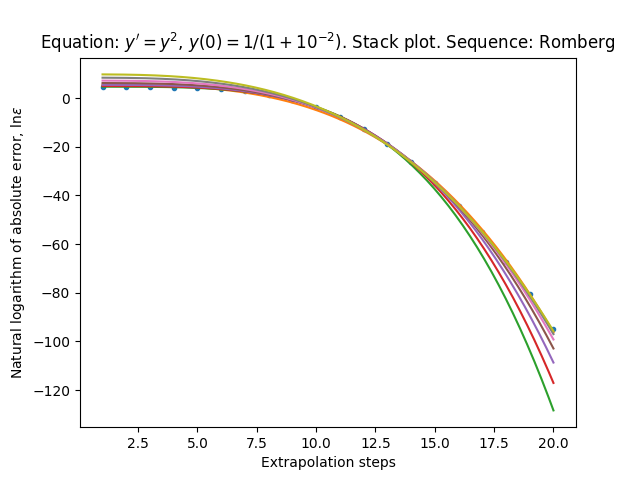 Equation: y′ = y², y(0) = 1/(1 + 10⁻²). Stack plot. Sequence: Romberg
Natural logarithm of absolute error, lnε
0
−20
−40
−60
−80
−100
−120
2.5 5.0 7.5 10.0 12.5 15.0 17.5 20.0
Extrapolation steps